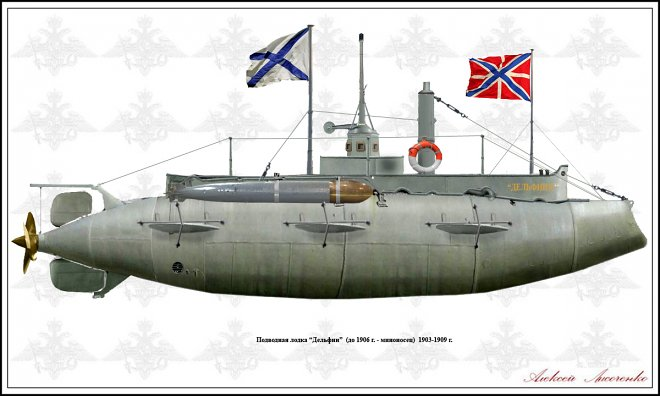 "ДЕЛЬФИНЪ"
Подводная лодка "Дельфин" (до 1906 г. - миноносец) 1903-1909 г.
Алексей Лисоченко